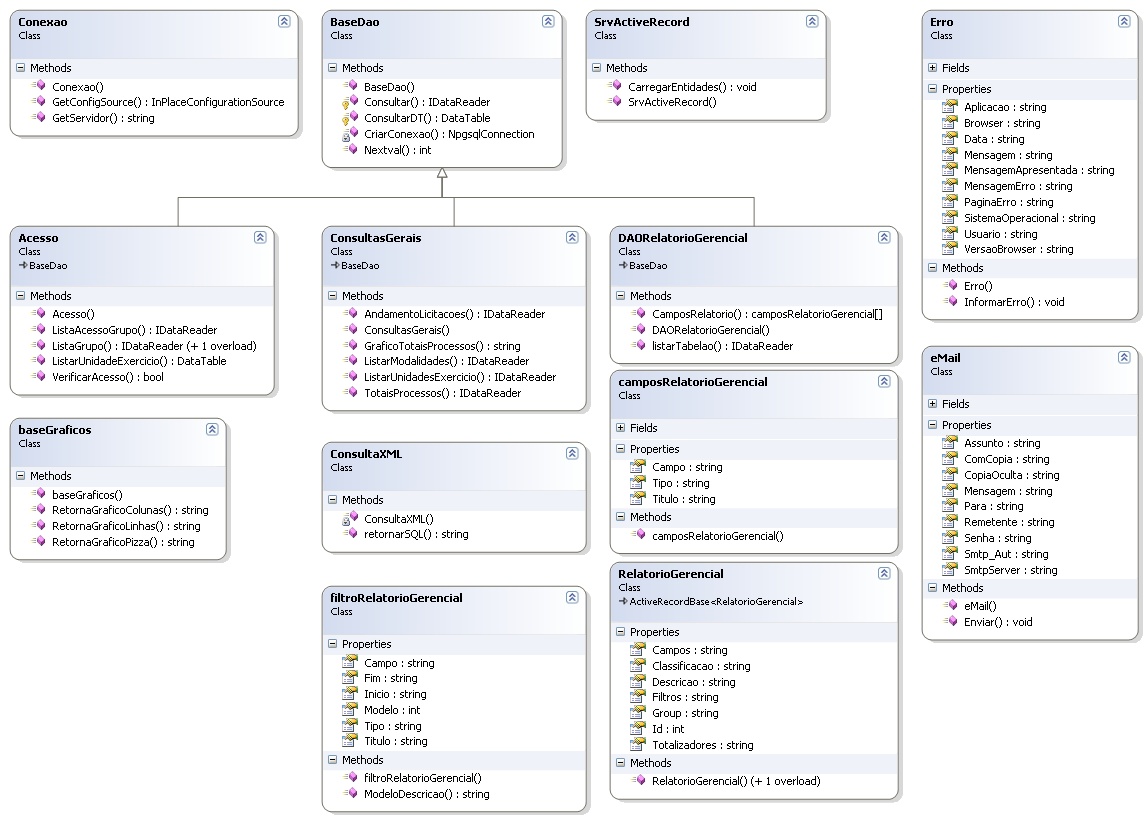 Conexao
Class
Methods
Conexao()
GetConfigSource() : InPlaceConfigurationSource
GetServidor() : string
BaseDao
Class
Methods
BaseDao()
Consultar() : IDataReader
ConsultarDT() : DataTable
CriarConexao() : NpgsqlConnection
Nextval() : int
SrvActiveRecord
Class
Methods
CarregarEntidades() : void
SrvActiveRecord()
Erro
Class
Fields
Properties
Aplicacao : string
Browser : string
Data : string
Mensagem : string
MensagemApresentada : string
MensagemErro : string
PaginaErro : string
SistemaOperacional : string
Usuario : string
VersaoBrowser : string
Methods
Erro()
InformarErro() : void
Acesso
Class
BaseDao
Methods
Acesso()
ListaAcessoGrupo() : IDataReader
ListaGrupo() : IDataReader (+ 1 overload)
ListarUnidadeExercicio() : DataTable
VerificarAcesso() : bool
ConsultasGerais
Class
BaseDao
Methods
AndamentoLicitacoes() : IDataReader
ConsultasGerais()
GraficoTotaisProcessos() : string
ListarModalidades() : IDataReader
ListarUnidadesExercicio() : IDataReader
TotaisProcessos() : IDataReader
DAORelatorioGerencial
Class
BaseDao
Methods
CamposRelatorio() : camposRelatorioGerencial[]
DAORelatorioGerencial()
listarTabelao() : IDataReader
eMail
Class
Fields
Properties
Assunto : string
ComCopia : string
CopiaOculta : string
Mensagem : string
Para : string
Remetente : string
Senha : string
Smtp_Aut : string
SmtpServer : string
Methods
eMail()
Enviar() : void
baseGraficos
Class
Methods
baseGraficos()
RetornaGraficoColunas() : string
RetornaGraficoLinhas() : string
RetornaGraficoPizza() : string
ConsultaXML
Class
Methods
ConsultaXML()
retornarSQL() : string
camposRelatorioGerencial
Class
Fields
Properties
Campo : string
Tipo : string
Titulo : string
Methods
camposRelatorioGerencial()
filtroRelatorioGerencial
Class
Properties
Campo : string
Fim : string
Inicio : string
Modelo : int
Tipo : string
Titulo : string
Methods
filtroRelatorioGerencial()
ModeloDescricao() : string
RelatorioGerencial
Class
ActiveRecordBase<RelatorioGerencial>
Properties
Campos : string
Classificacao : string
Descricao : string
Filtros : string
Group : string
Id : int
Totalizadores : string
Methods
RelatorioGerencial() (+ 1 overload)